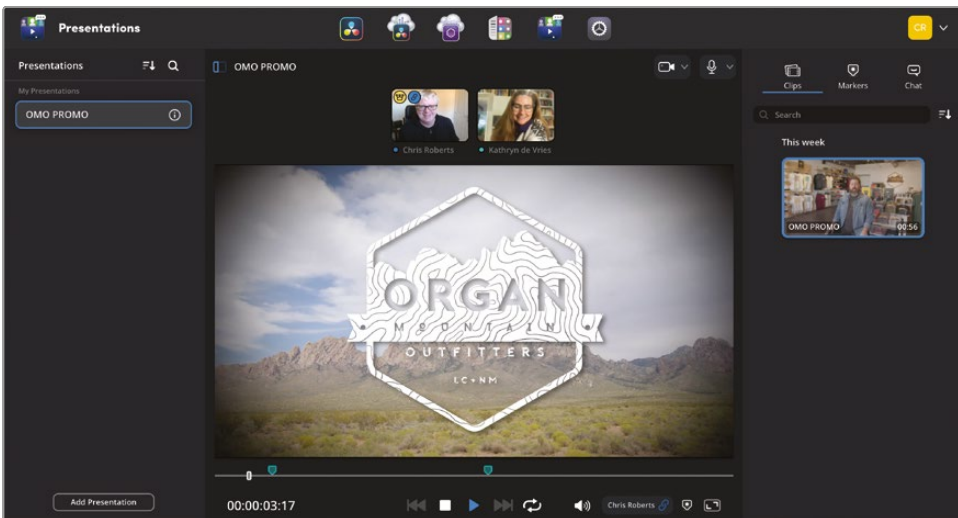 Presentations
CR
Presentations
My Presentations
OMO PROMO
Add Presentation
OMO PROMO
Chris Roberts
Kathryn de Vries
ORGAN
MOUNTAIN
OUTFITTERS
LC+NM
00:00:03:17
Chris Roberts
Clips
Markers
Chat
Search
This week
OMO PROMO
00:56